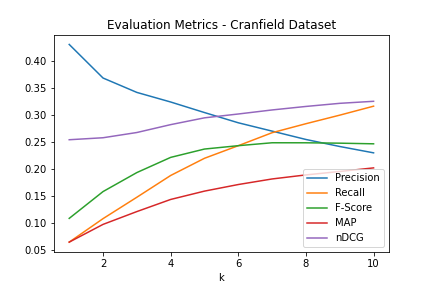 Evaluation Metrics - Cranfield Dataset
0.40
0.35
0.30
0.25
0.20
0.15
0.10
0.05
2
4
6
8
10
k
Precision
Recall
F-Score
MAP
nDCG